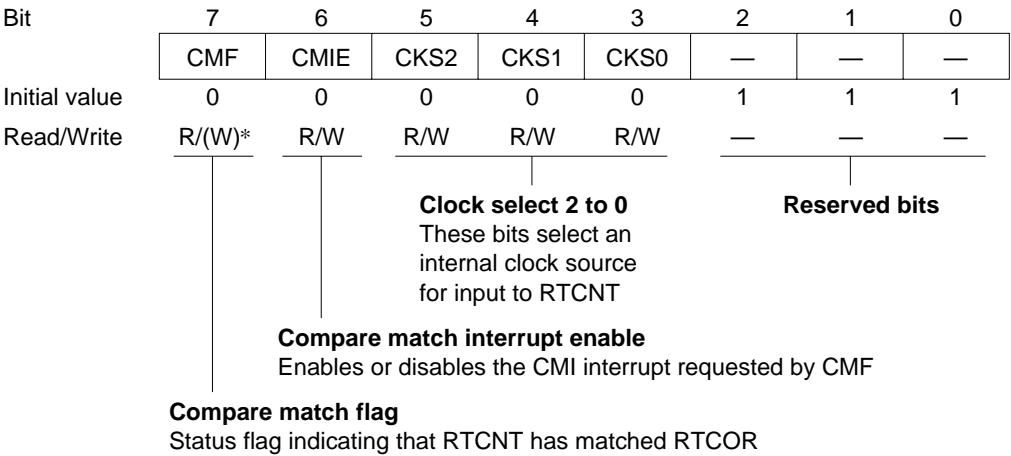 Bit 7 6 5 4 3 2 1 0
CMF CMIE CKS2 CKS1 CKS0 — — —
Initial value 0 0 0 0 0 1 1 1
Read/Write R/(W)* R/W R/W R/W R/W — — —
Clock select 2 to 0 Reserved bits
These bits select an
internal clock source
for input to RTCNT
Compare match interrupt enable
Enables or disables the CMI interrupt requested by CMF
Compare match flag
Status flag indicating that RTCNT has matched RTCOR